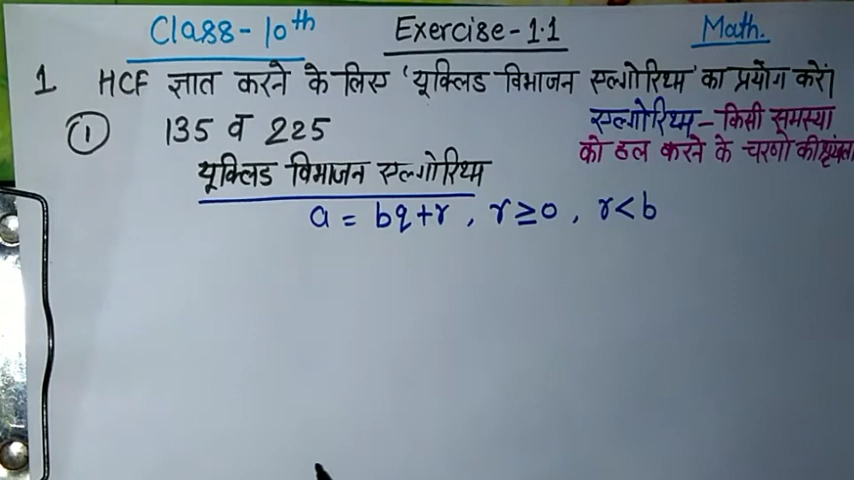 Class-10th Exercise-1.1 Math.
1 HCF ज्ञात करने के लिए 'यूक्लिड विभाजन एल्गोरिथ्म' का प्रयोग करें।
① 135 व 225
एल्गोरिथ्म - किसी समस्या
को हल करने के चरणो की श्रृंखला
यूक्लिड विभाजन एल्गोरिथ्म
a = bq+r, r≥0, r<b